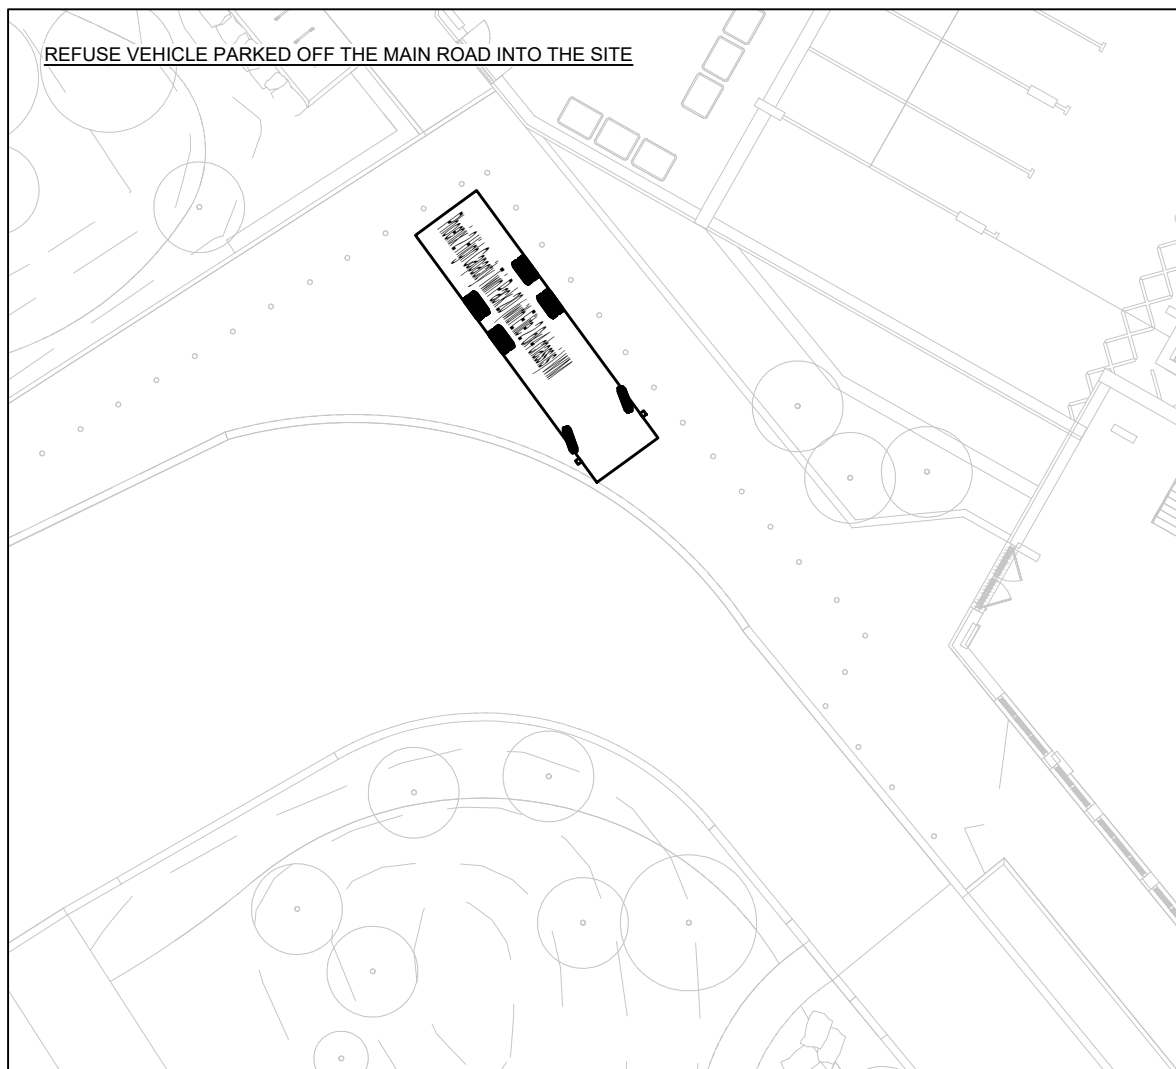 REFUSE VEHICLE PARKED OFF THE MAIN ROAD INTO THE SITE